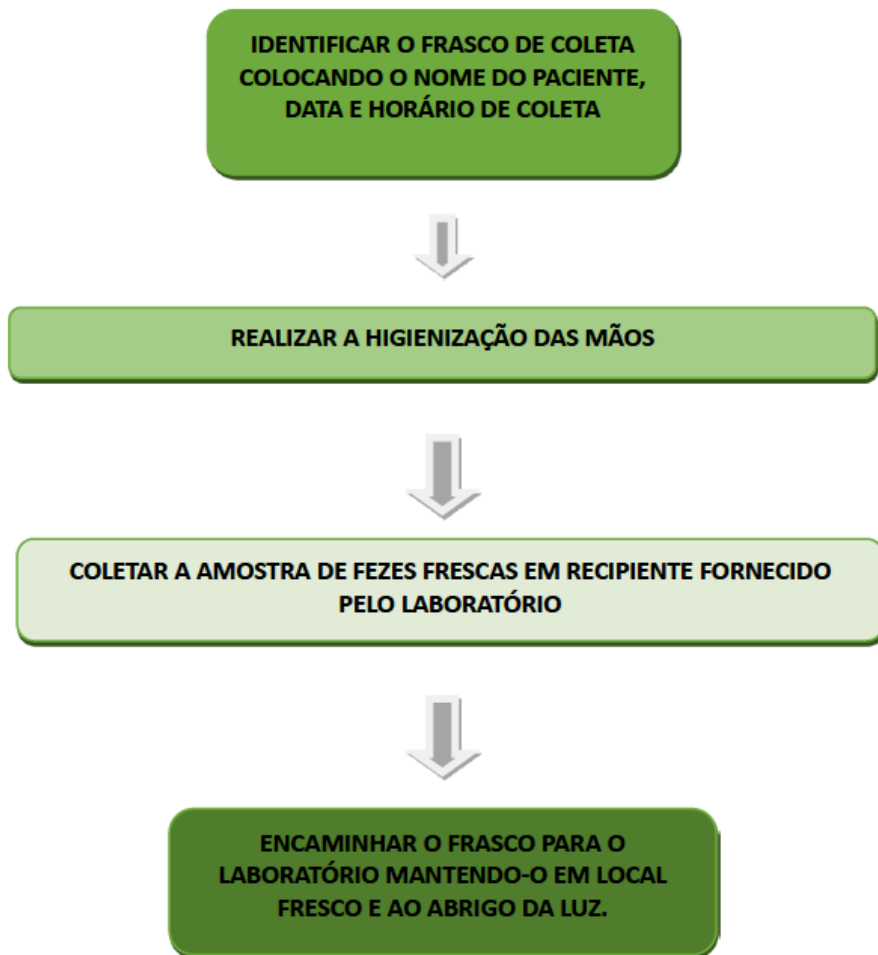 IDENTIFICAR O FRASCO DE COLETA
COLOCANDO O NOME DO PACIENTE,
DATA E HORÁRIO DE COLETA
REALIZAR A HIGIENIZAÇÃO DAS MÃOS
COLETAR A AMOSTRA DE FEZES FRESCAS EM RECIPIENTE FORNECIDO
PELO LABORATÓRIO
ENCAMINHAR O FRASCO PARA O
LABORATÓRIO MANTENDO-O EM LOCAL
FRESCO E AO ABRIGO DA LUZ.